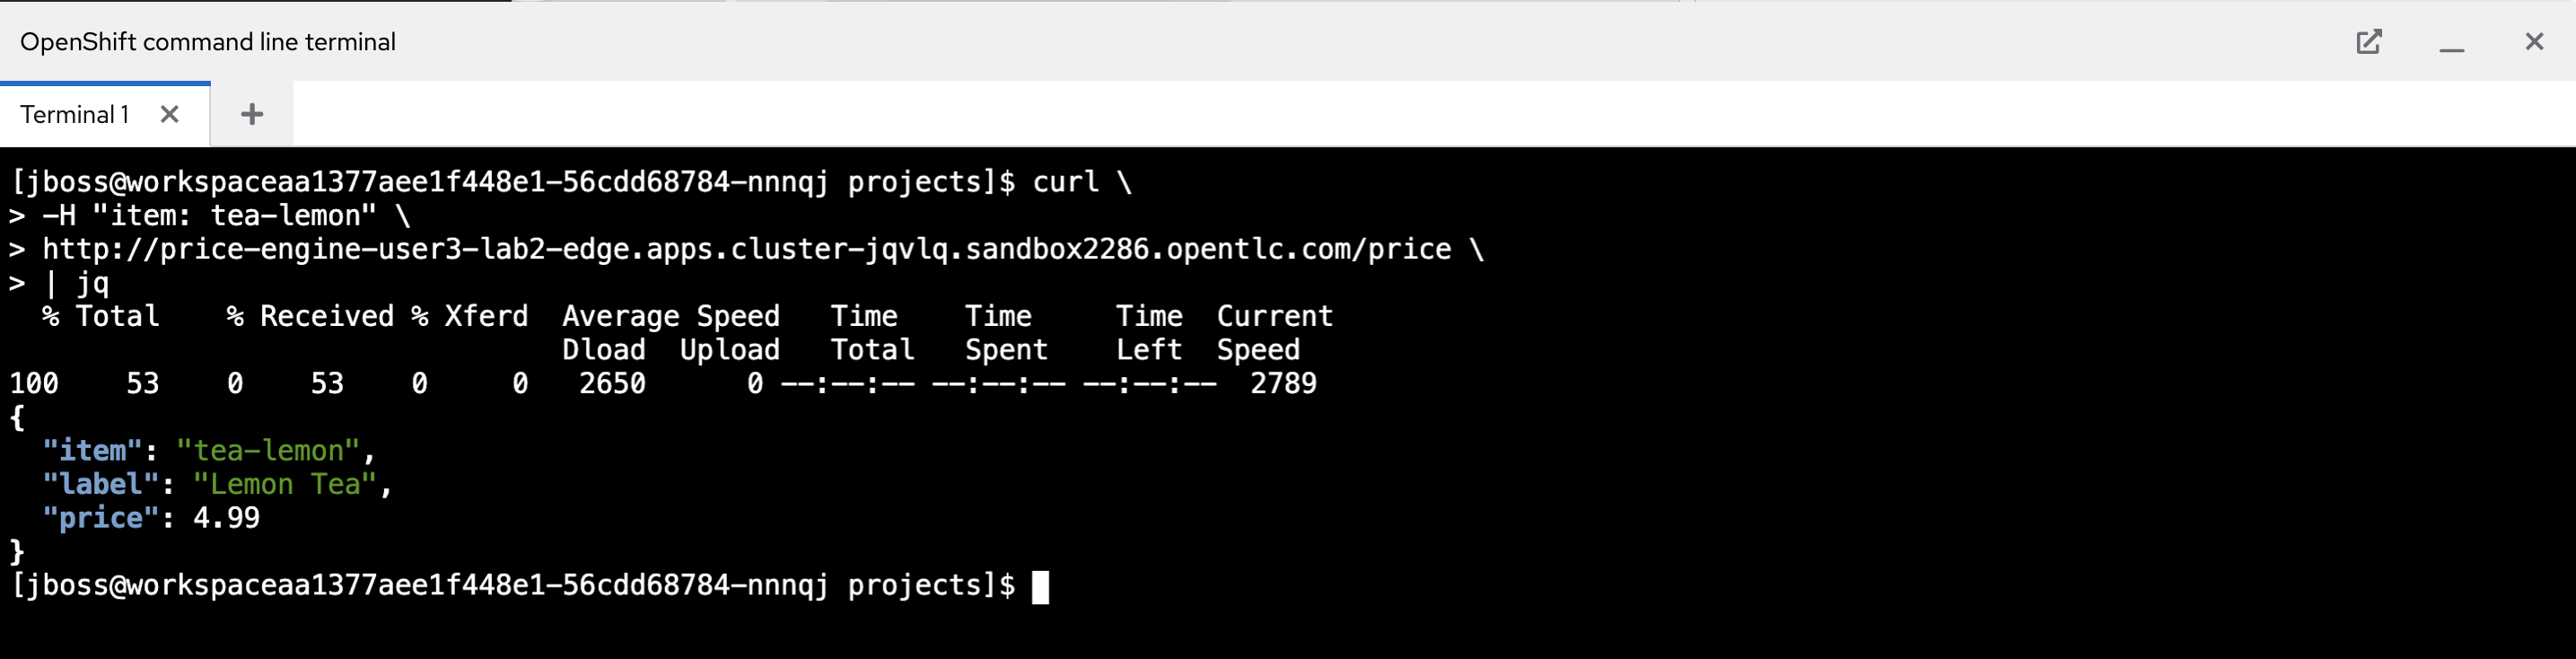 OpenShift command line terminal
Terminal 1
[jboss@workspaceaa1377aee1f448e1-56cdd68784-nnnqj projects]$ curl \
> -H "item: tea-lemon" \
> http://price-engine-user3-lab2-edge.apps.cluster-jqvlq.sandbox2286.opentlc.com/price \
> | jq
  % Total    % Received % Xferd  Average Speed   Time    Time     Time  Current
                                 Dload  Upload   Total   Spent    Left  Speed
100    53    0    53    0     0   2650      0 --:--:-- --:--:-- --:--:--  2789
{
  "item": "tea-lemon",
  "label": "Lemon Tea",
  "price": 4.99
}
[jboss@workspaceaa1377aee1f448e1-56cdd68784-nnnqj projects]$